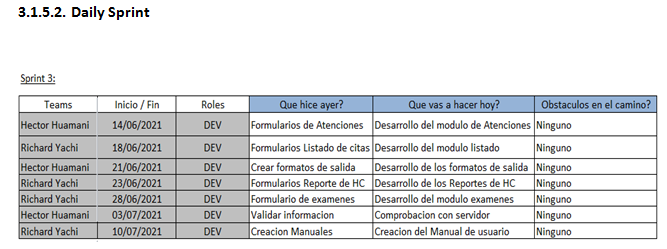 3.1.5.2. Daily Sprint
Sprint 3:
Teams Inicio / Fin Roles Que hice ayer? Que vas a hacer hoy? Obstaculos en el camino?
Hector Huamani 14/06/2021 DEV Formularios de Atenciones Desarrollo del modulo de Atenciones Ninguno
Richard Yachi 18/06/2021 DEV Formularios Listado de citas Desarrollo del modulo listado Ninguno
Hector Huamani 21/06/2021 DEV Crear formatos de salida Desarrollo de los formatos de salida Ninguno
Richard Yachi 23/06/2021 DEV Formularios Reporte de HC Desarrollo de los Reportes de HC Ninguno
Richard Yachi 28/06/2021 DEV Formulario de examenes Desarrollo del modulo examenes Ninguno
Hector Huamani 03/07/2021 DEV Validar informacion Comprobacion con servidor Ninguno
Richard Yachi 10/07/2021 DEV Creacion Manuales Creacion del Manual de usuario Ninguno